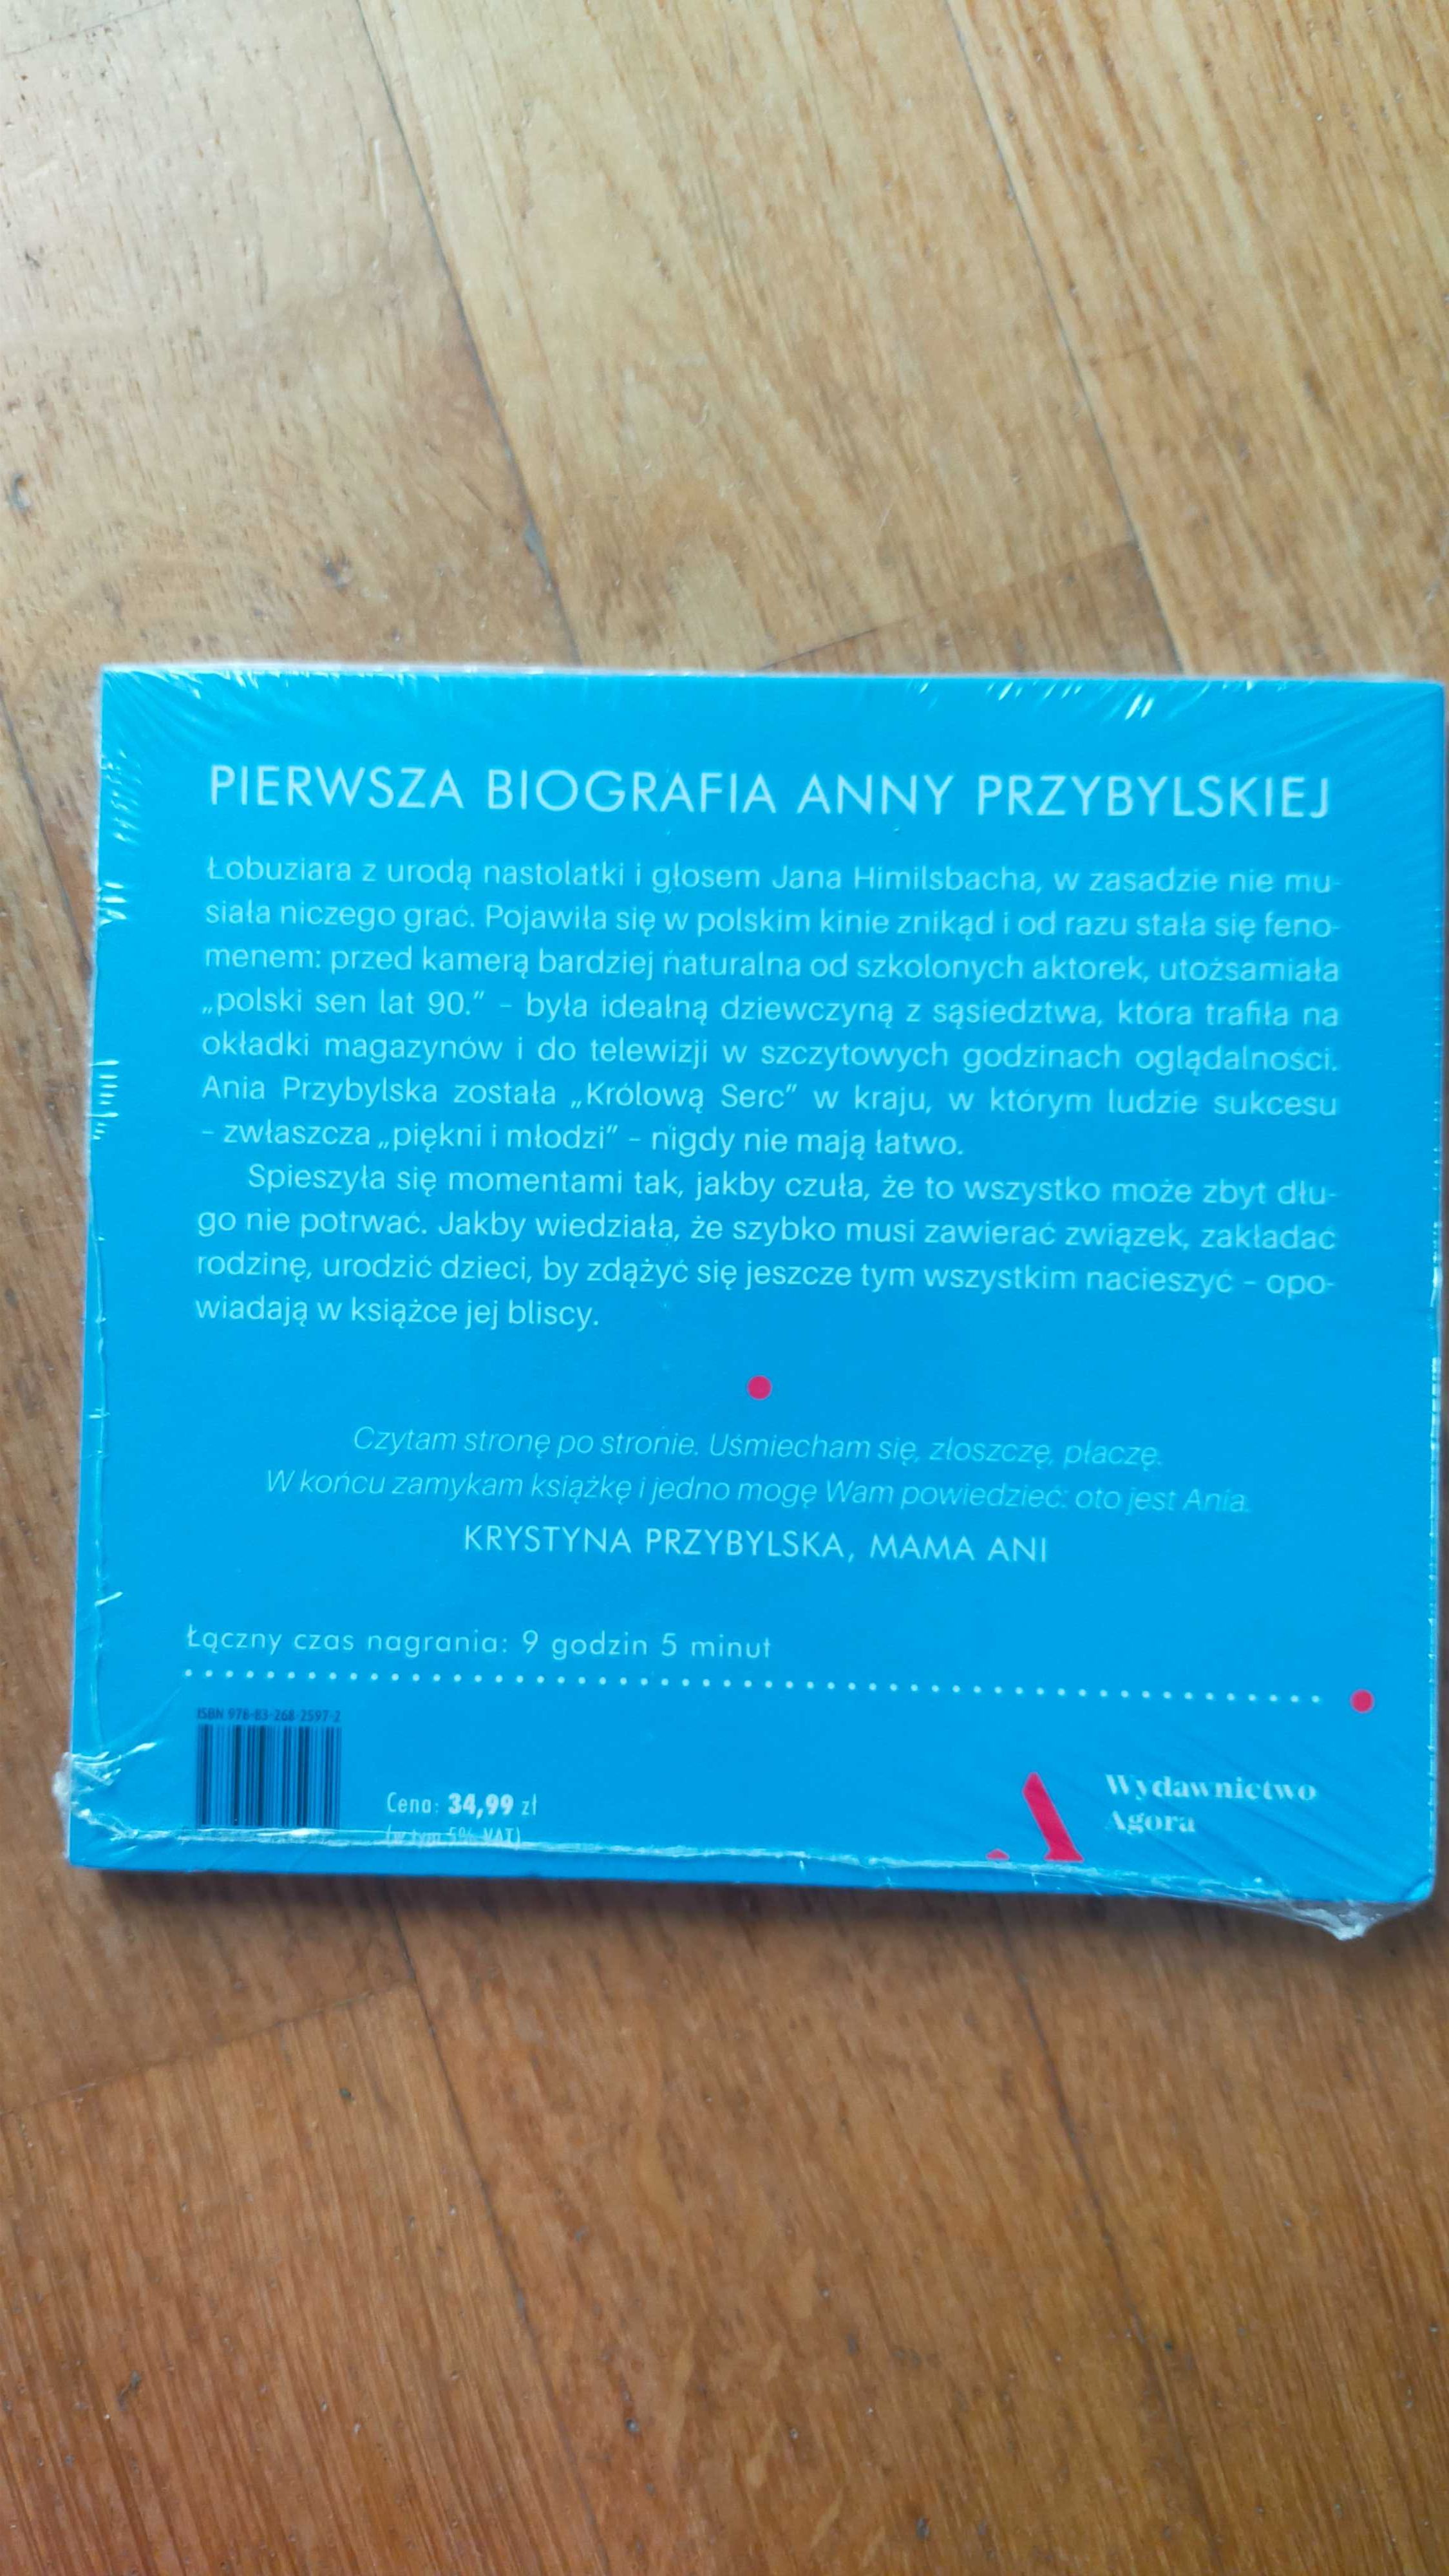 PIERWSZA BIOGRAFIA ANNY PRZYBYLSKIEJ
Łobuziara z urodą nastolatki i głosem Jana Himilsbacha, w zasadzie nie mu-
siała niczego grać. Pojawiła się w polskim kinie znikąd i od razu stała się feno-
menem: przed kamerą bardziej naturalna od szkolonych aktorek, utożsamiała
„polski sen lat 90.” – była idealną dziewczyną z sąsiedztwa, która trafiła na
okładki magazynów i do telewizji w szczytowych godzinach oglądalności.
Ania Przybylska została „Królową Serc” w kraju, w którym ludzie sukcesu
– zwłaszcza „piękni i młodzi” – nigdy nie mają łatwo.
Spieszyła się momentami tak, jakby czuła, że to wszystko może zbyt dłu-
go nie potrwać. Jakby wiedziała, że szybko musi zawierać związek, zakładać
rodzinę, urodzić dzieci, by zdążyć się jeszcze tym wszystkim nacieszyć – opo-
wiadają w książce jej bliscy.
Czytam stronę po stronie. Uśmiecham się, złoszczę, płaczę.
W końcu zamykam książkę i jedno mogę Wam powiedzieć: oto jest Ania.
KRYSTYNA PRZYBYLSKA, MAMA ANI
Łączny czas nagrania: 9 godzin 5 minut
ISBN 978-83-268-2597-2
Cena: 34,99 zł
(w tym 5% VAT)
Wydawnictwo
Agora